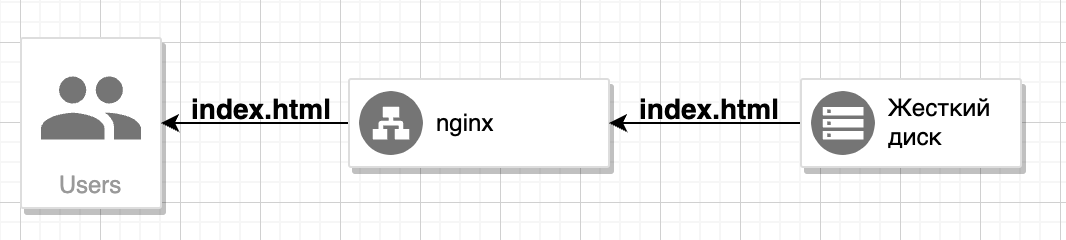 Users
index.html
nginx
index.html
Жесткий
диск